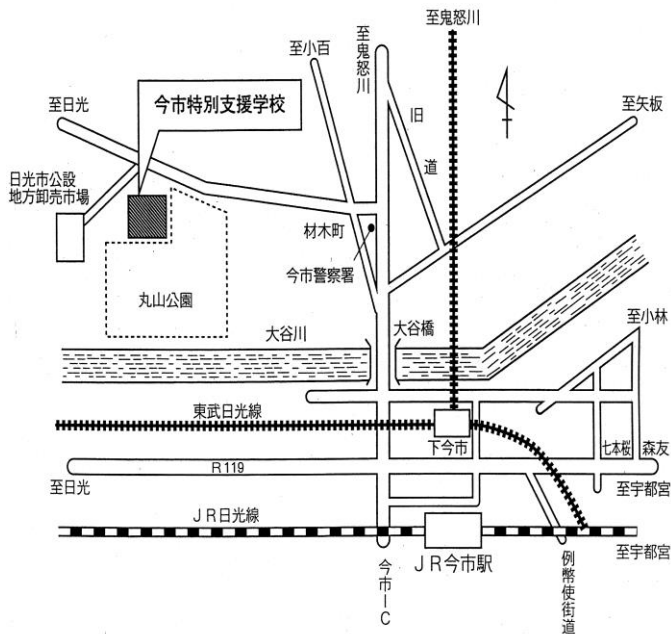 至鬼怒川
至小百
至鬼怒川
今市特別支援学校
至日光
旧道
至矢板
日光市公設
地方卸売市場
材木町
今市警察署
丸山公園
大谷川
大谷橋
至小林
東武日光線
下今市
七本桜
森友
R119
至日光
至宇都宮
JR日光線
JR今市駅
至宇都宮
今市IC
例幣使街道